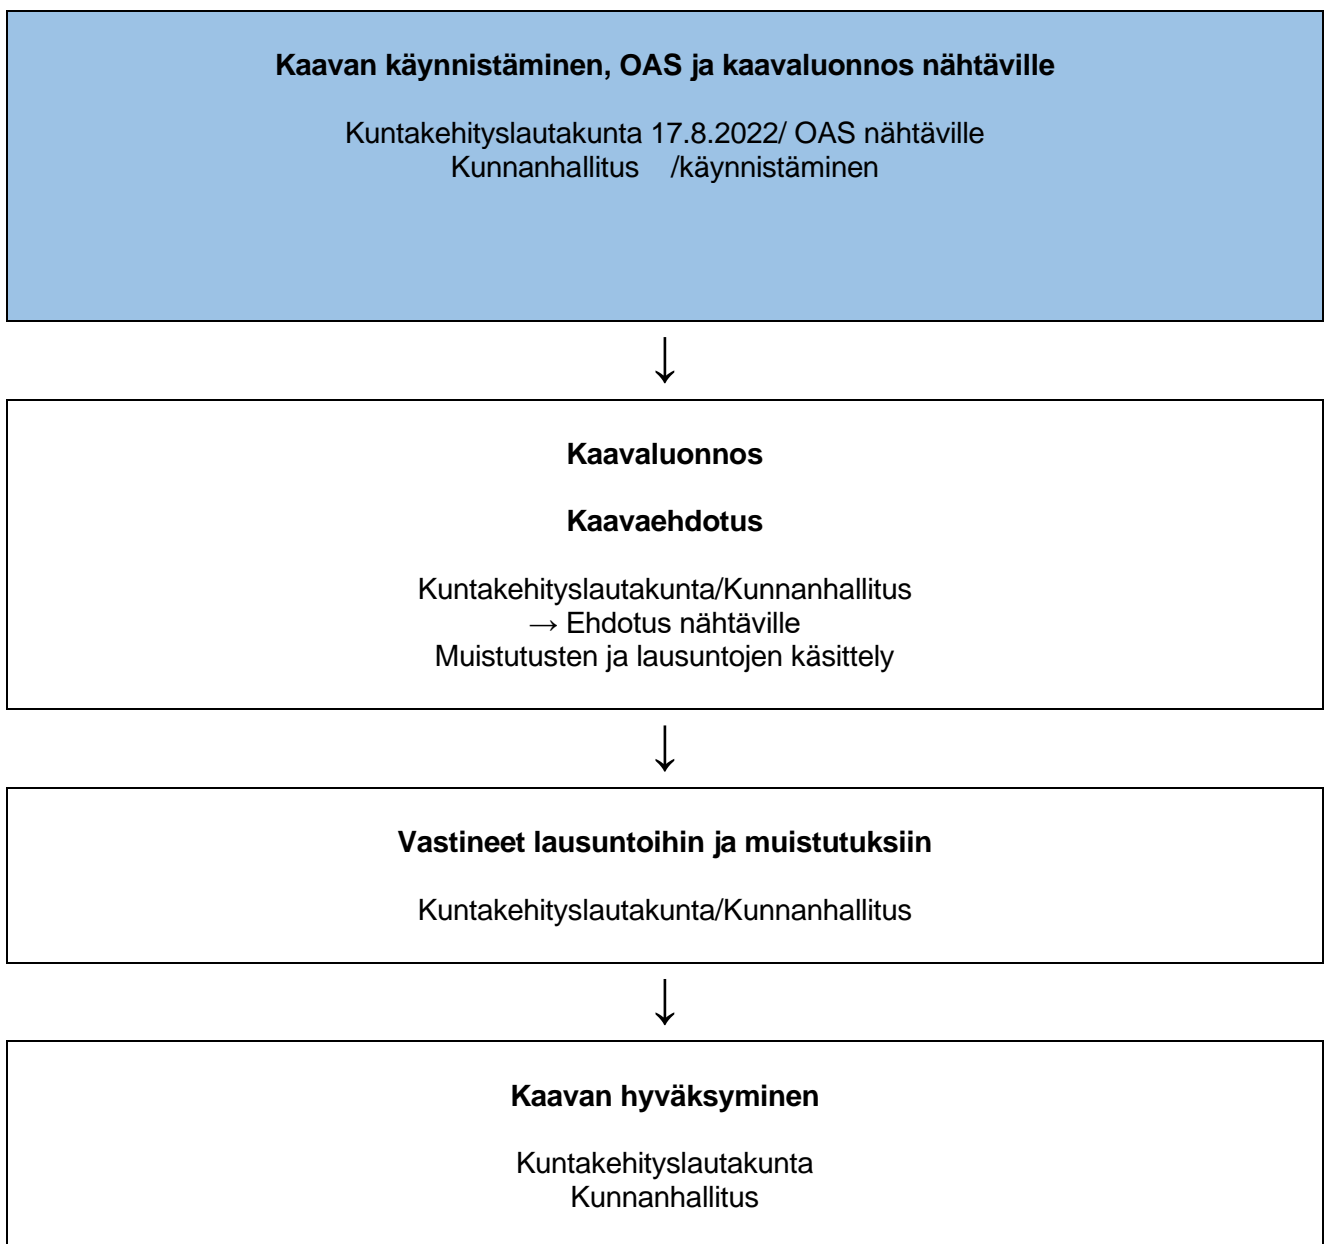 Kaavan käynnistäminen, OAS ja kaavaluonnos nähtäville
Kuntakehityslautakunta 17.8.2022/ OAS nähtäville
Kunnanhallitus /käynnistäminen
↓
Kaavaluonnos
Kaavaehdotus
Kuntakehityslautakunta/Kunnanhallitus
→ Ehdotus nähtäville
Muistutusten ja lausuntojen käsittely
↓
Vastineet lausuntoihin ja muistutuksiin
Kuntakehityslautakunta/Kunnanhallitus
↓
Kaavan hyväksyminen
Kuntakehityslautakunta
Kunnanhallitus